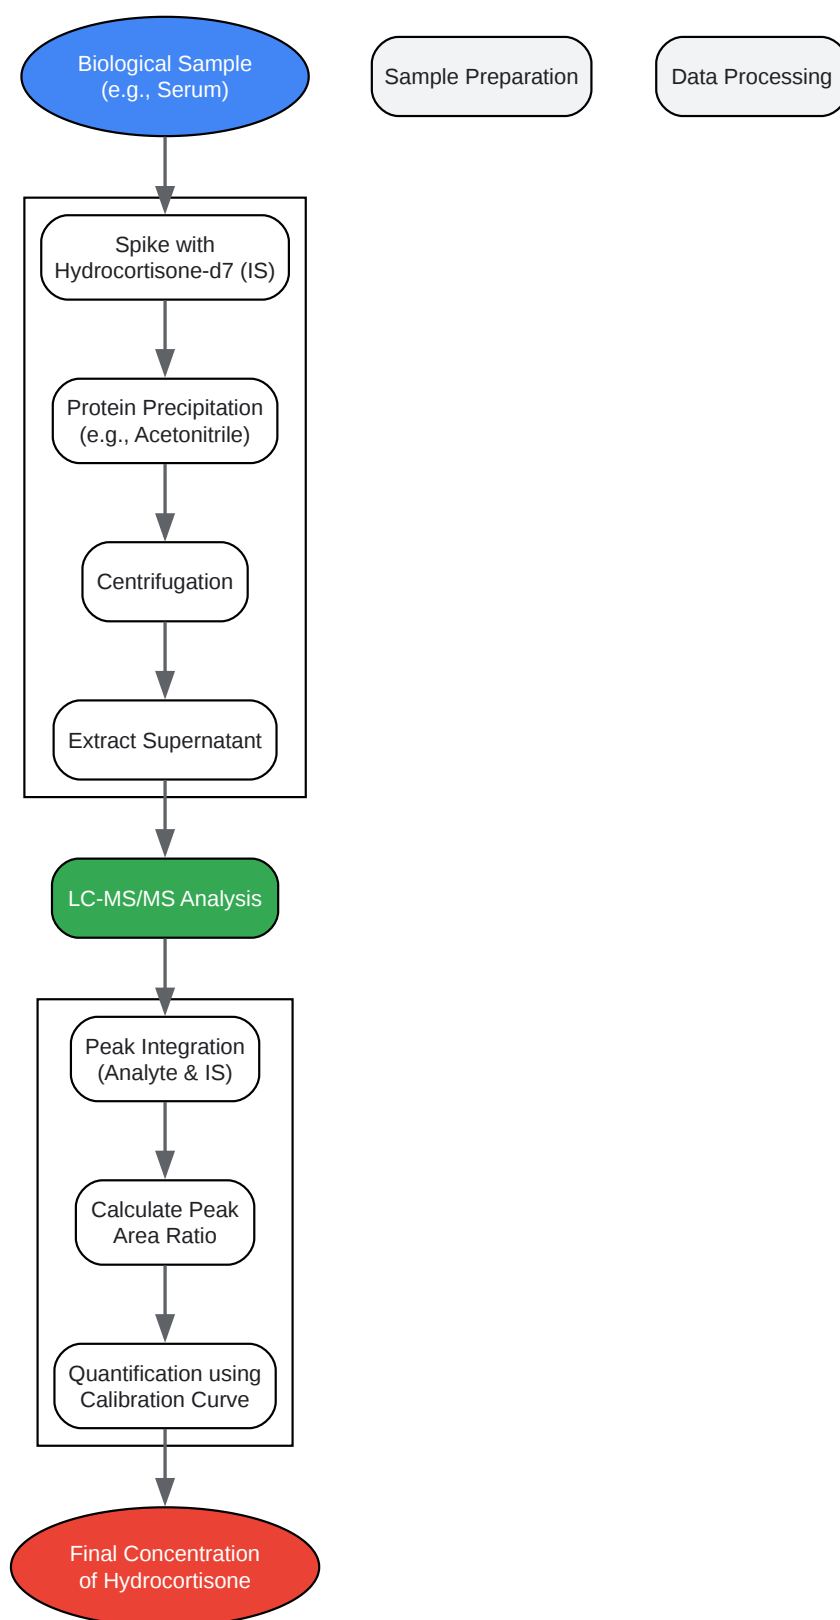 Biological Sample
(e.g., Serum)
Sample Preparation
Data Processing
Spike with
Hydrocortisone-d7 (IS)
Protein Precipitation
(e.g., Acetonitrile)
Centrifugation
Extract Supernatant
LC-MS/MS Analysis
Peak Integration
(Analyte & IS)
Calculate Peak
Area Ratio
Quantification using
Calibration Curve
Final Concentration
of Hydrocortisone